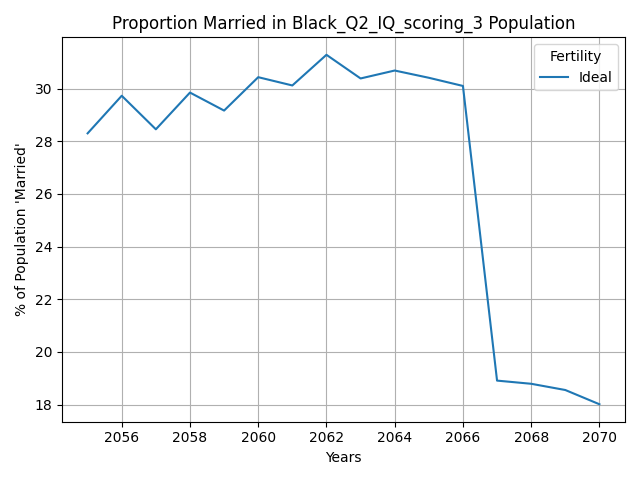 Proportion Married in Black_Q2_IQ_scoring_3 Population
Fertility
Ideal
% of Population 'Married'
30
28
26
24
22
20
18
2056 2058 2060 2062 2064 2066 2068 2070
Years